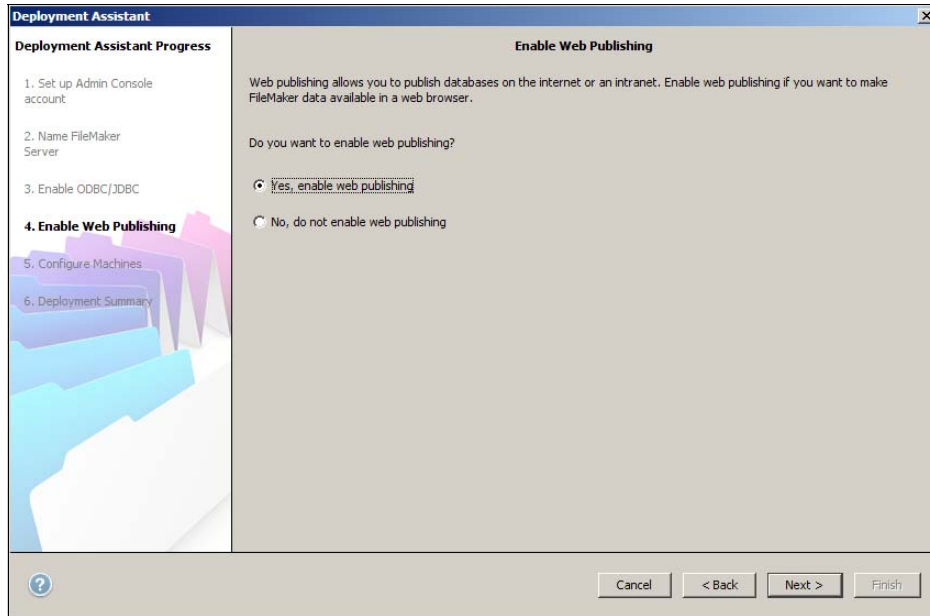 Deployment Assistant
Deployment Assistant Progress
1. Set up Admin Console
account
2. Name FileMaker
Server
3. Enable ODBC/JDBC
4. Enable Web Publishing
5. Configure Machines
6. Deployment Summary
Enable Web Publishing
Web publishing allows you to publish databases on the internet or an intranet. Enable web publishing if you want to make
FileMaker data available in a web browser.
Do you want to enable web publishing?
Yes, enable web publishing
No, do not enable web publishing
?
Cancel
< Back
Next >
Finish